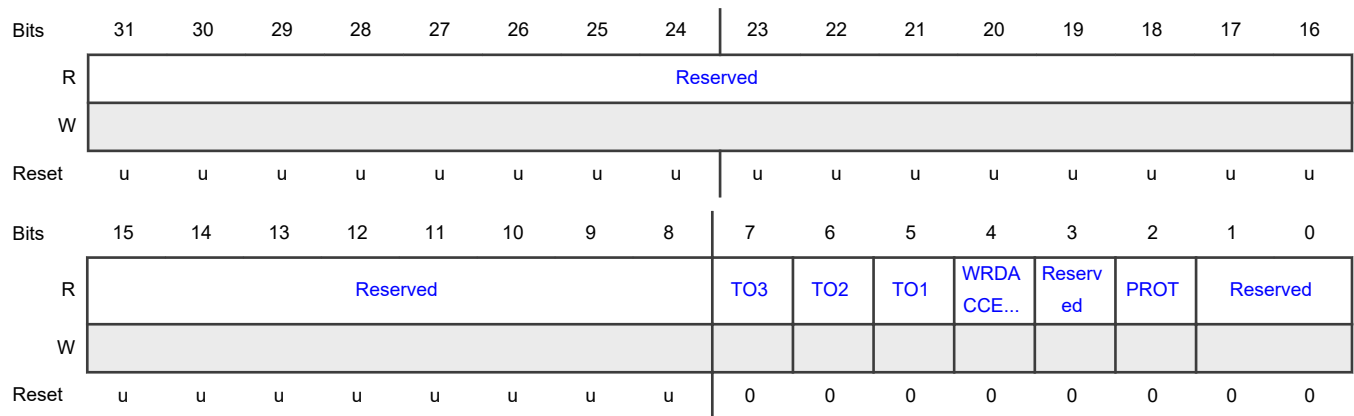 Bits 31 30 29 28 27 26 25 24 23 22 21 20 19 18 17 16
R Reserved
W
Reset u u u u u u u u u u u u u u u u
Bits 15 14 13 12 11 10 9 8 7 6 5 4 3 2 1 0
R Reserved TO3 TO2 TO1 WRDA CCE... Reserv ed PROT Reserved
W
Reset u u u u u u u u 0 0 0 0 0 0 0 0